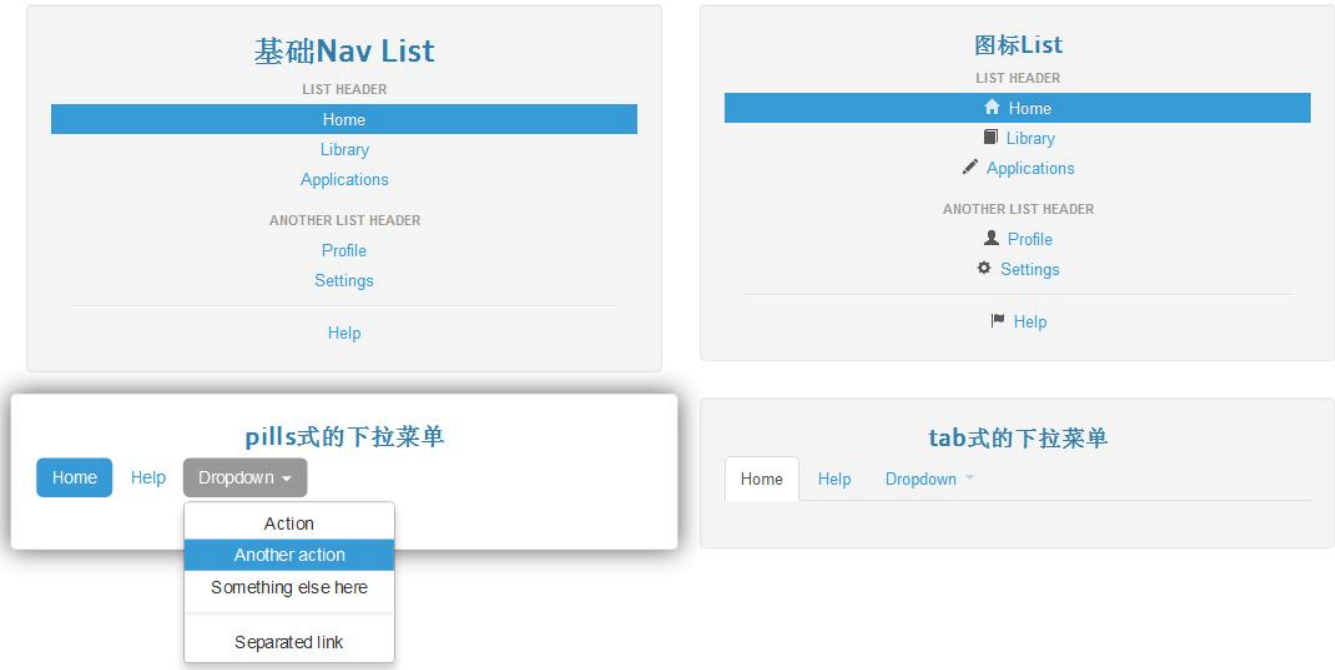 基础Nav List
LIST HEADER
Home
Library
Applications
ANOTHER LIST HEADER
Profile
Settings
Help
图标List
LIST HEADER
Home
Library
Applications
ANOTHER LIST HEADER
Profile
Settings
Help
pills式的下拉菜单
Home Help Dropdown
Action
Another action
Something else here
Separated link
tab式的下拉菜单
Home Help Dropdown